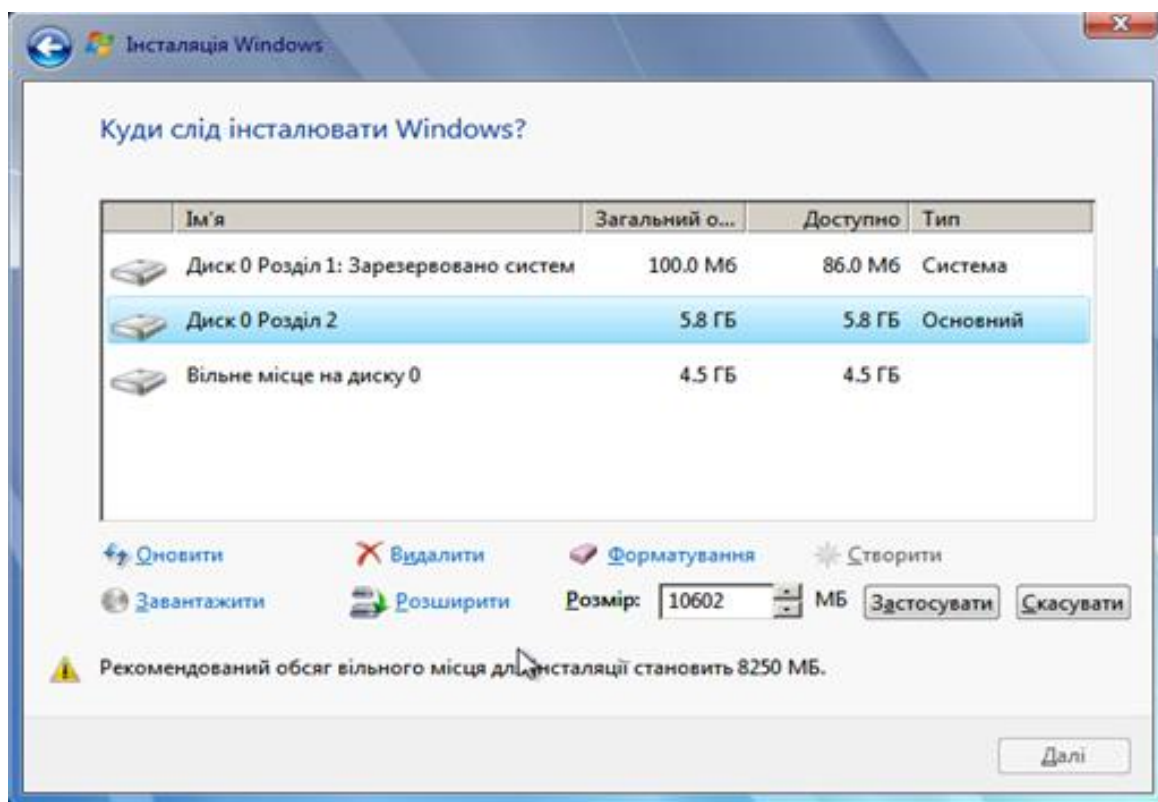 Інсталяція Windows
Куди слід інсталювати Windows?
Ім'я Загальний о... Доступно Тип
Диск 0 Розділ 1: Зарезервовано систем 100.0 Мб 86.0 Мб Система
Диск 0 Розділ 2 5.8 ГБ 5.8 ГБ Основний
Вільне місце на диску 0 4.5 ГБ 4.5 ГБ
Оновити Видалити Форматування Створити
Завантажити Розширити Розмір: 10602 МБ Застосувати Скасувати
Рекомендований обсяг вільного місця для інсталяції становить 8250 МБ.
Далі